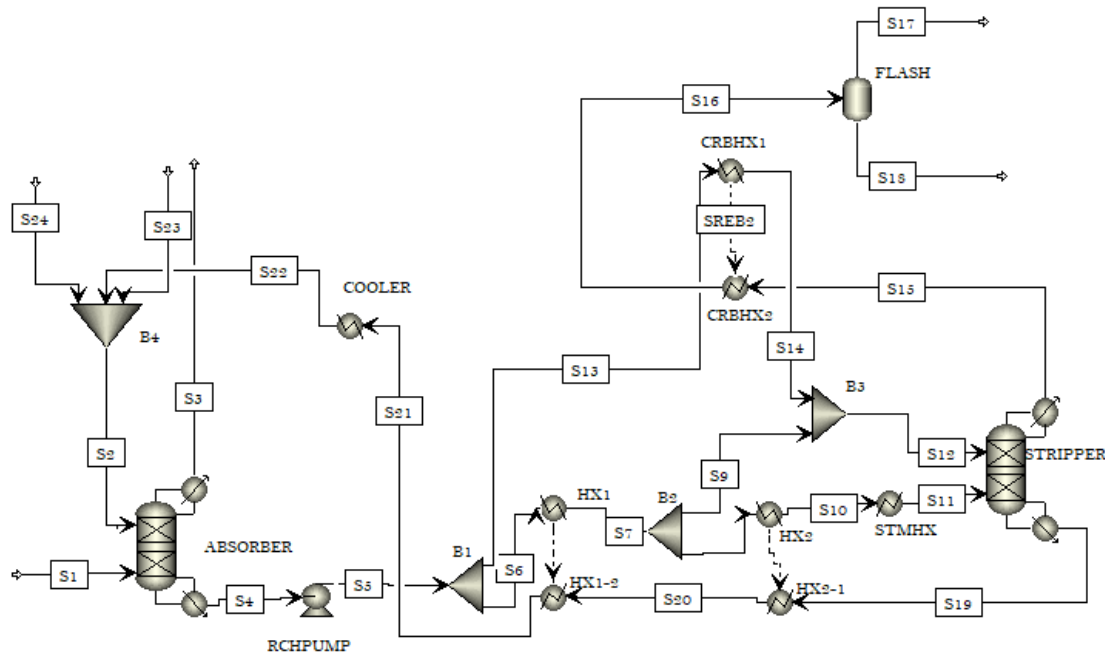 S17
FLASH
S16
CRBHX1
S18
S24
S23
SREB2
S22
COOLER
S15
CRBHX2
B4
S14
S13
B3
S3
S21
S2
S12
STRIPPER
S9
HX1
B2
S10
S11
ABSORBER
S7
HX2
STMHX
B1
S6
S1
S5
S4
HX1-2
S20
HX2-1
S19
RCHPUMP